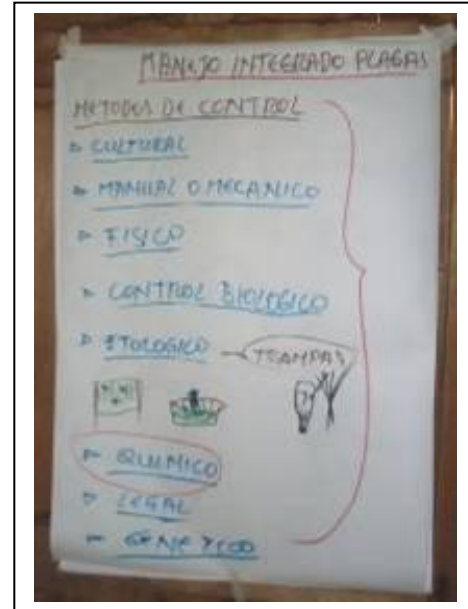 MANEJO INTEGRADO PLAGAS
METODOS DE CONTROL
CULTURAL
MANUAL O MECANICO
FISICO
CONTROL BIOLOGICO
ETOLOGICO TRAMPAS
QUIMICO
LEGAL
GENETICO